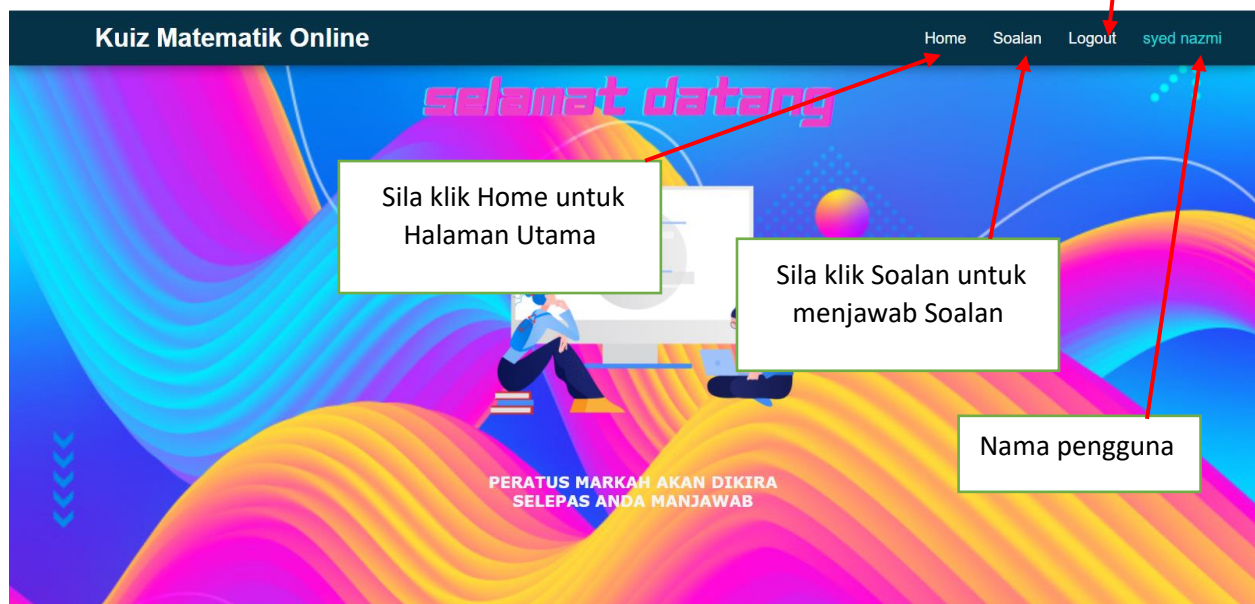 Kuiz Matematik Online
Home Soalan Logout syed nazmi
selamat datang
Sila klik Home untuk
Halaman Utama
Sila klik Soalan untuk
menjawab Soalan
Nama pengguna
PERATUS MARKAH AKAN DIKIRA
SELEPAS ANDA MANJAWAB